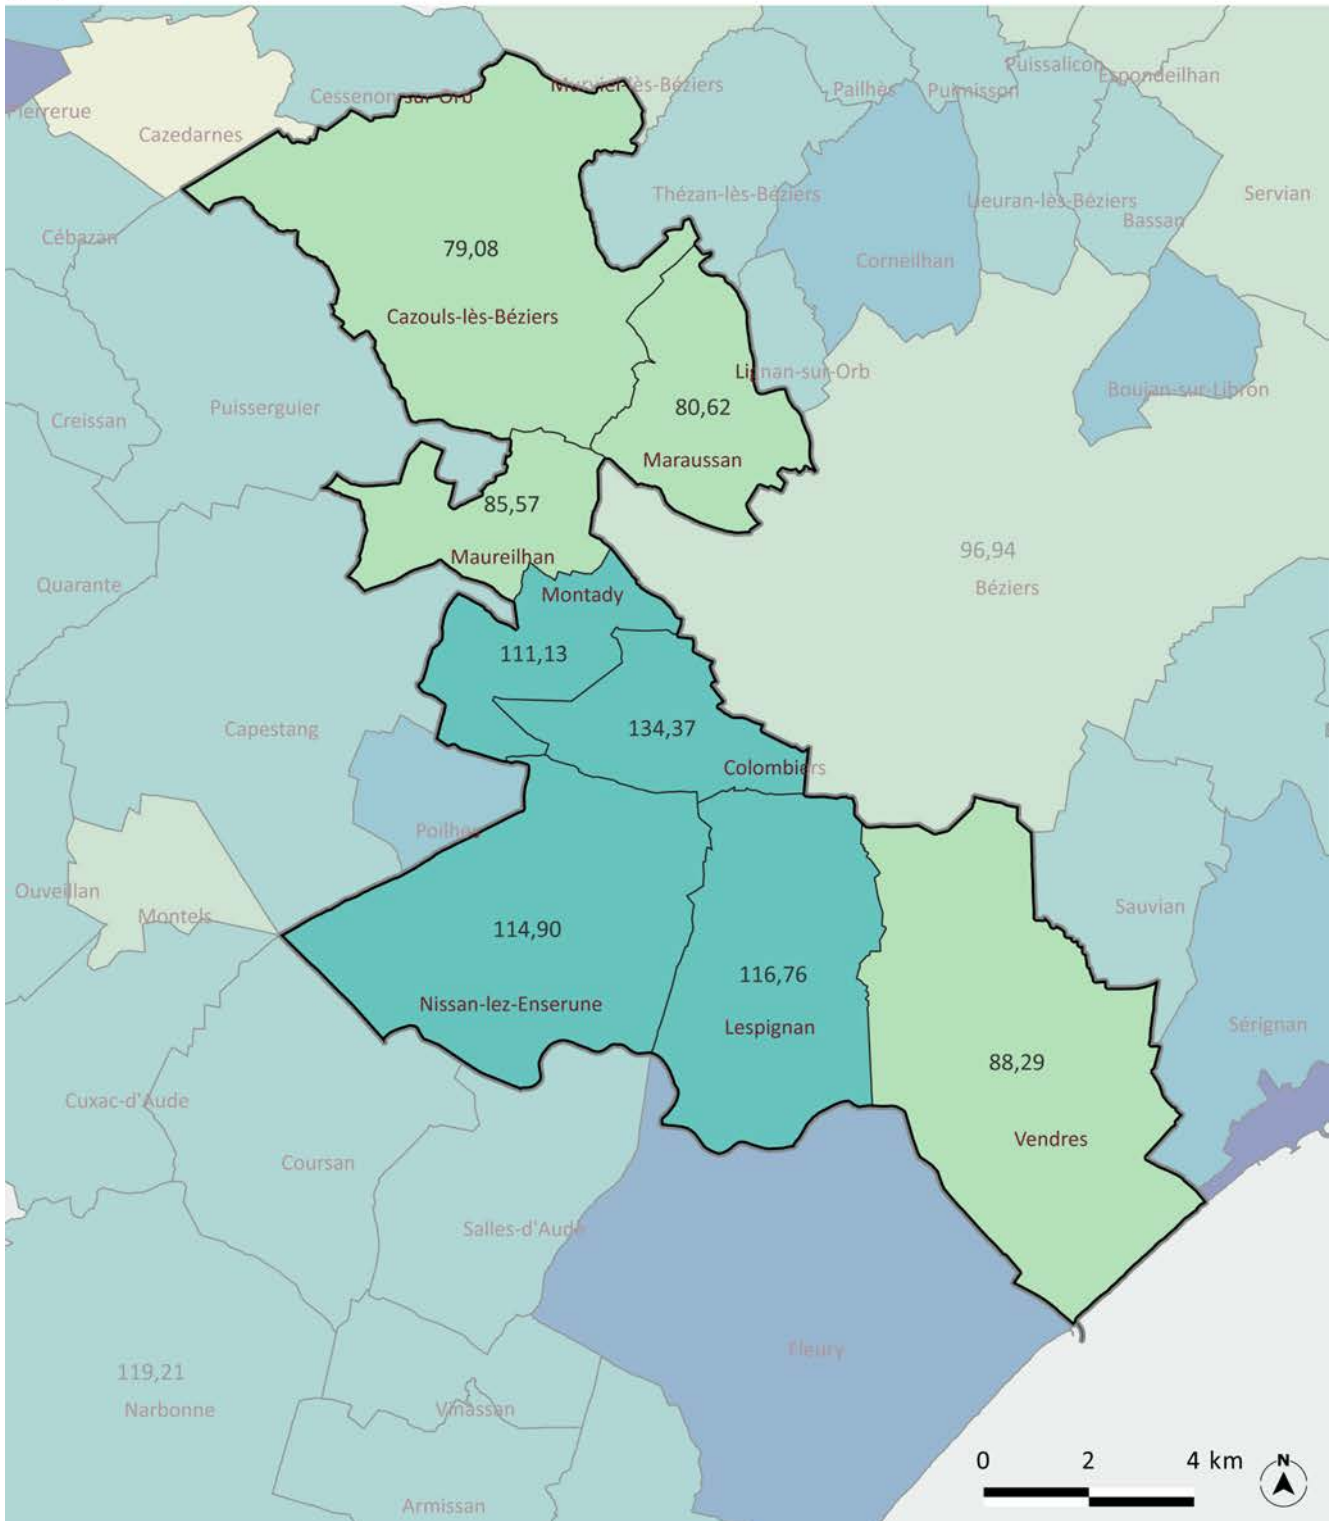 Puissalicon
Espondeilhan
Murviel-lès-Béziers
Pailhès
Puimisson
Cessenon-sur-Orb
Pierrerue
Cazedarnes
Thézan-lès-Béziers
Lieuran-lès-Béziers
Servian
Bassan
Cébazan
79,08
Corneilhan
Cazouls-lès-Béziers
Lignan-sur-Orb
Boujan-sur-Libron
Puisserguier
80,62
Creissan
Maraussan
85,57
96,94
Maureilhan
Quarante
Béziers
Montady
111,13
Capestang
134,37
Colombiers
Poilhes
Ouveillan
Montels
Sauvian
114,90
116,76
Nissan-lez-Enserune
Lespignan
Sérignan
88,29
Cuxac-d'Aude
Vendres
Coursan
Salles-d'Aude
Fleury
119,21
Narbonne
Vinassan
Armissan
0 2 4 km
N